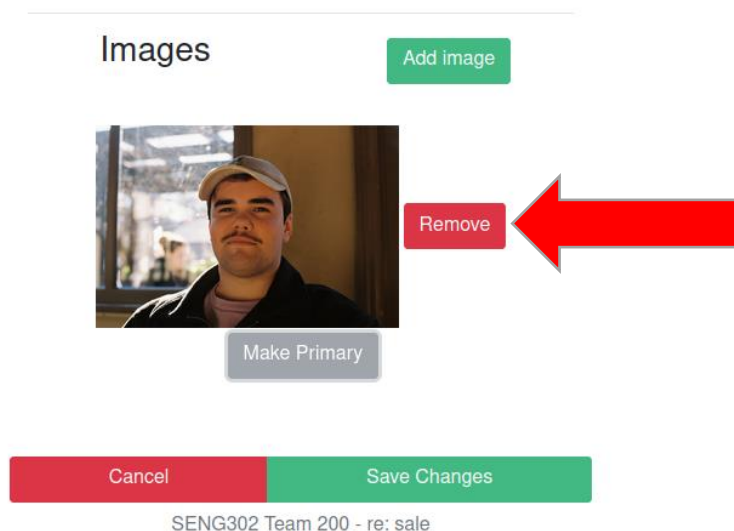 Images
Add image
Remove
Make Primary
Cancel
Save Changes
SENG302 Team 200 - re: sale